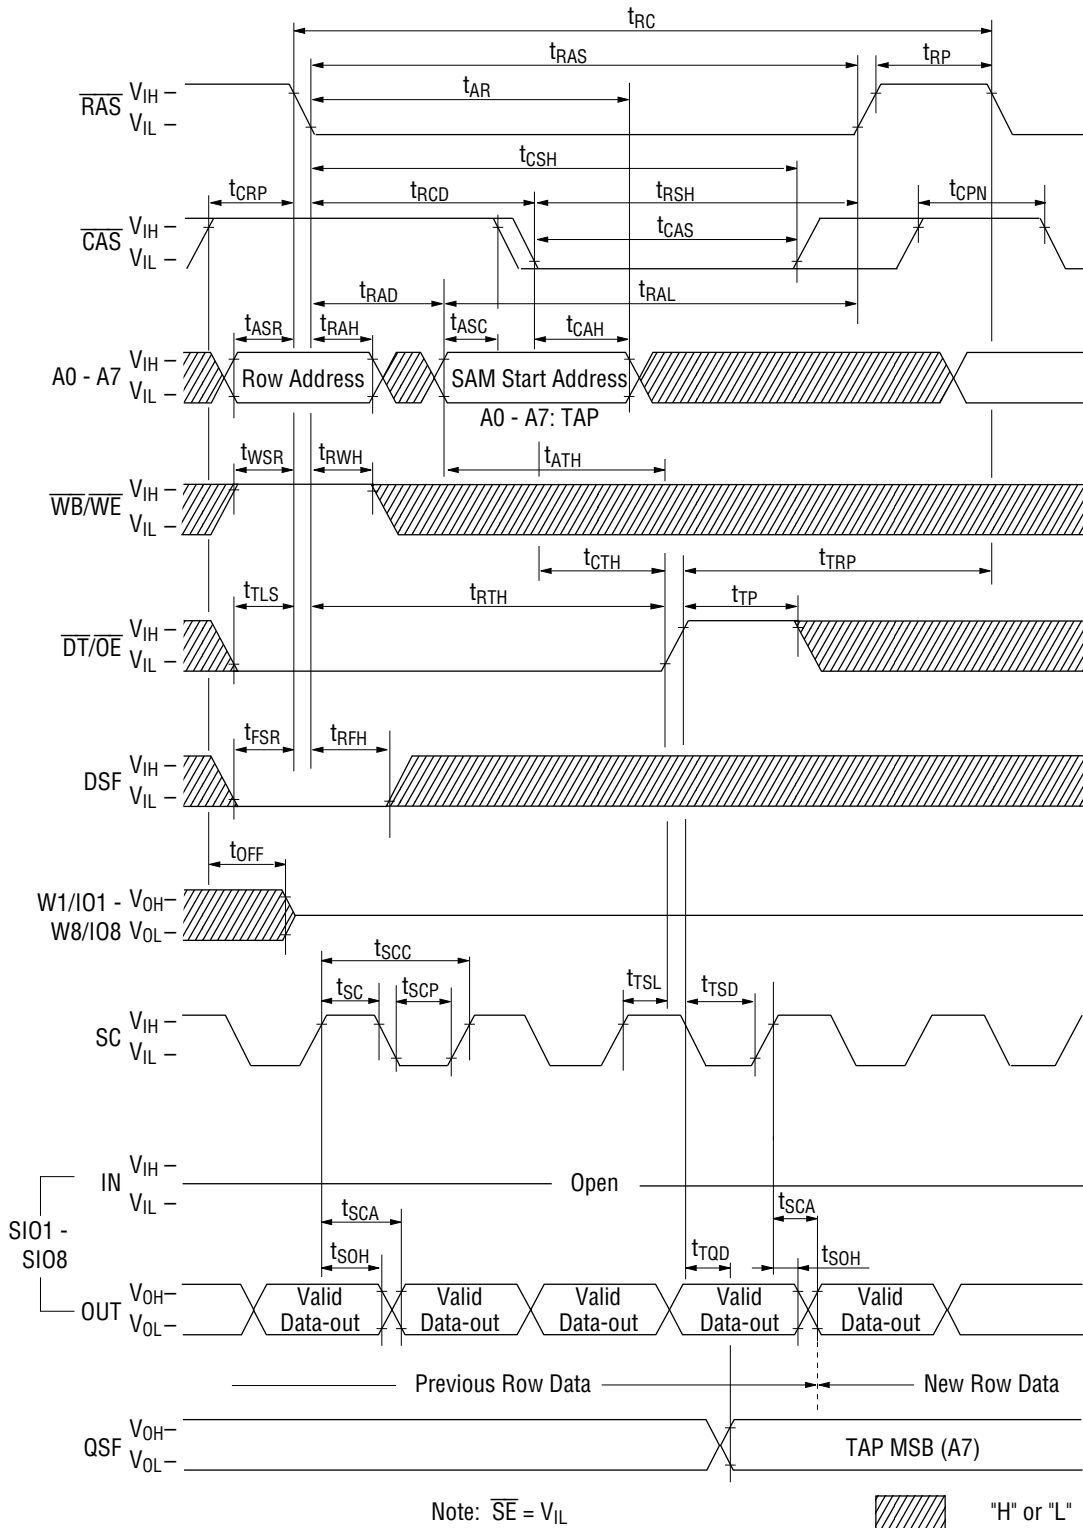 tRC
tRAS
tRP
tAR
RAS VIH
VIL
tCSH
tCRP
tRCD
tRSH
tCPN
CAS VIH
VIL
tCAS
tRAD
tRAL
tASR
tRAH
tASC
tCAH
A0 - A7 VIH
VIL
Row Address
SAM Start Address
A0 - A7: TAP
tWSR
tRWH
tATH
WB/WE VIH
VIL
tCTH
tTRP
tTLS
tRTH
tTP
DT/OE VIH
VIL
tFSR
tRFH
DSF VIH
VIL
tOFF
W1/IO1 - VOH
W8/IO8 VOL
tSCC
tSC
tSCP
tTSL
tTSD
SC VIH
VIL
IN VIH
VIL
Open
SIO1 -
SIO8
tSCA
tSCA
tSOH
tTQD
tSOH
OUT VOH
VOL
Valid
Data-out
Valid
Data-out
Valid
Data-out
Valid
Data-out
Valid
Data-out
Previous Row Data
New Row Data
QSF VOH
VOL
TAP MSB (A7)
Note: SE = VIL
"H" or "L"